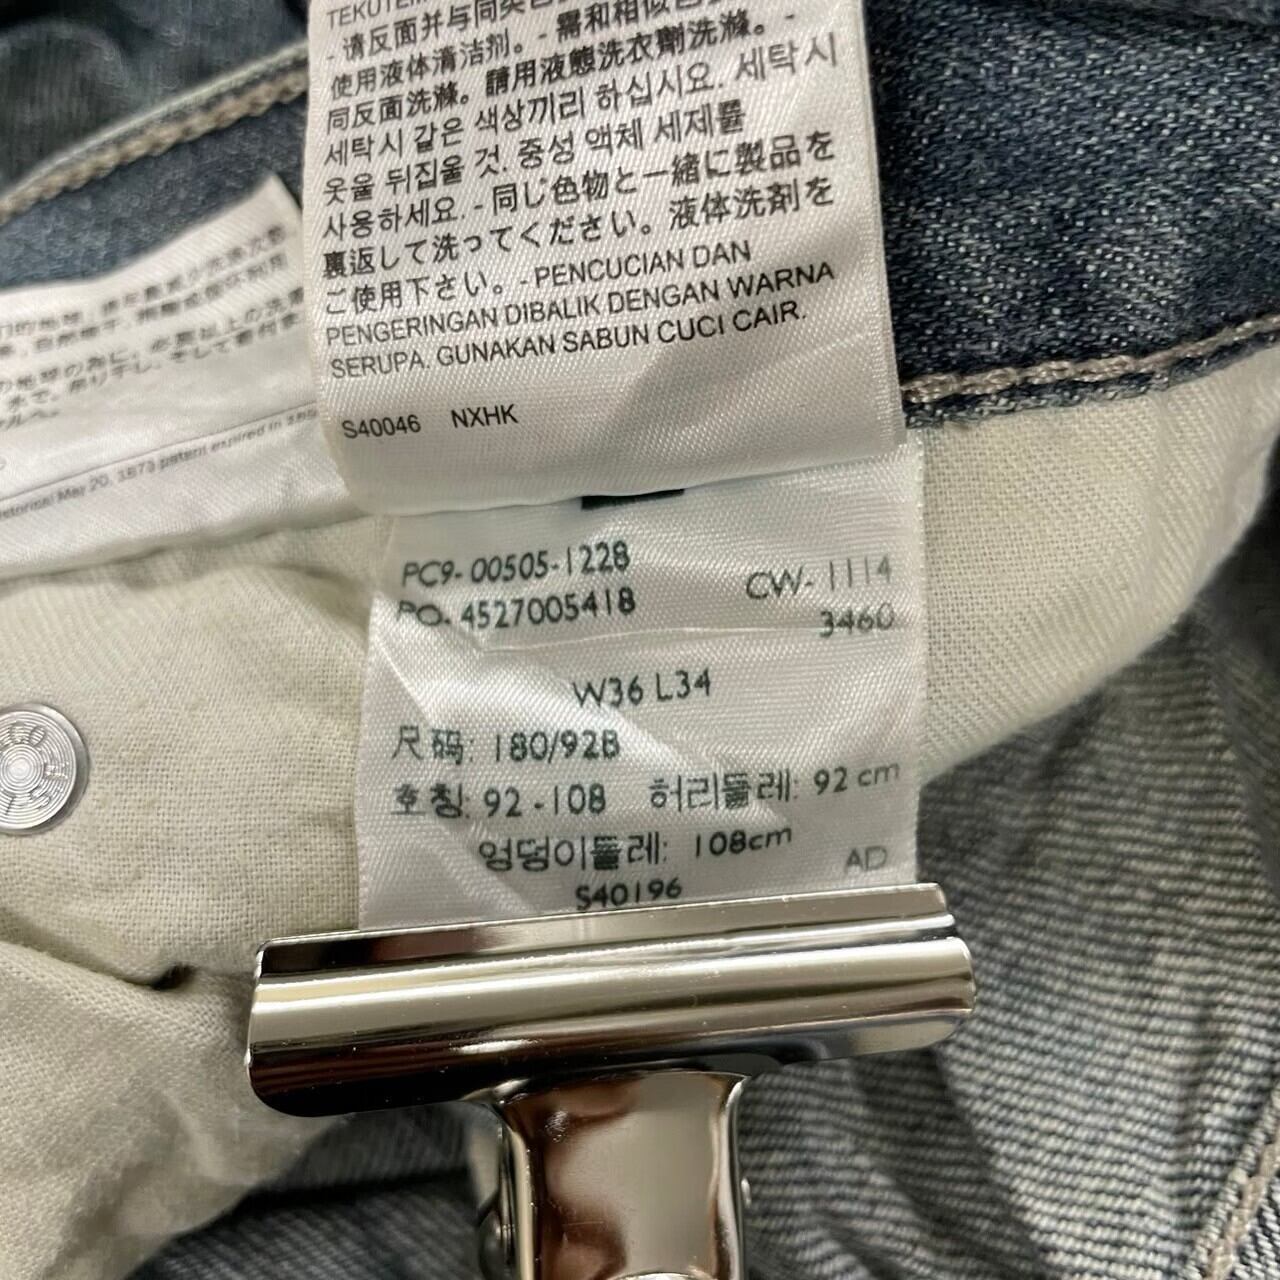 TEKUTEM
- 请反面并与同类色
使用液体清洁剂。- 需和相似色
同反面洗滌。請用液態洗衣劑洗滌。-
세탁시 같은 색상끼리 하십시요. 세탁시
옷을 뒤집을 것. 중성 액체 세제를
사용하세요. - 同じ色物と一緒に製品を
裏返して洗ってください。液体洗剤を
ご使用下さい。- PENCUCIAN DAN
PENGERINGAN DIBALIK DENGAN WARNA
SERUPA. GUNAKAN SABUN CUCI CAIR.
S40046 NXHK
May 20, 1873 patent expired in
PC9- 00505-1228
CW- 1114
PO. 4527005418
3460
W36 L34
尺码: 180/92B
호칭: 92 -108 허리둘레: 92 cm
엉덩이둘레: 108cm
AD
S40196